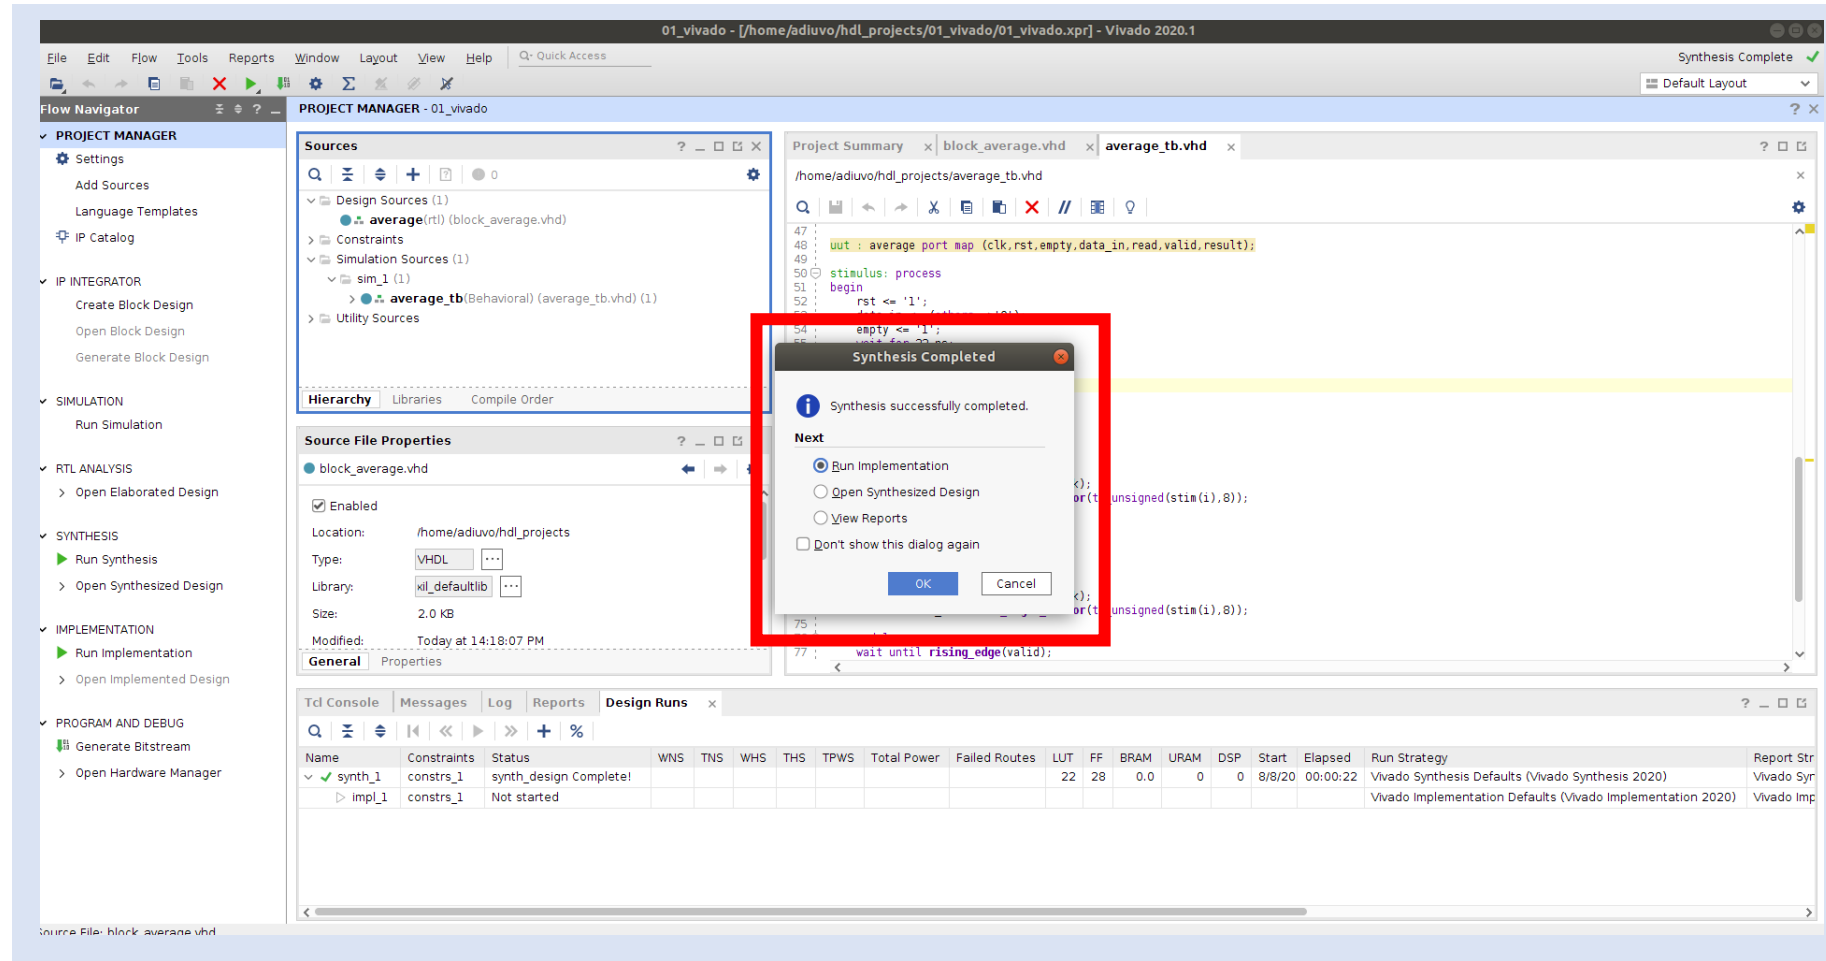 01_vivado - [/home/adiuvo/hdl_projects/01_vivado/01_vivado.xpr] - Vivado 2020.1
File Edit Flow Tools Reports Window Layout View Help Quick Access
Synthesis Complete
Default Layout
Flow Navigator
PROJECT MANAGER - 01_vivado
PROJECT MANAGER
Settings
Add Sources
Language Templates
IP Catalog
IP INTEGRATOR
Create Block Design
Open Block Design
Generate Block Design
SIMULATION
Run Simulation
RTL ANALYSIS
Open Elaborated Design
SYNTHESIS
Run Synthesis
Open Synthesized Design
IMPLEMENTATION
Run Implementation
Open Implemented Design
PROGRAM AND DEBUG
Generate Bitstream
Open Hardware Manager
Sources
0
Design Sources (1)
average(rtl) (block_average.vhd)
Constraints
Simulation Sources (1)
sim_1 (1)
average_tb(Behavioral) (average_tb.vhd) (1)
Utility Sources
Hierarchy Libraries Compile Order
Source File Properties
block_average.vhd
Enabled
Location: /home/adiuvo/hdl_projects
Type: VHDL
Library: xil_defaultlib
Size: 2.0 KB
Modified: Today at 14:18:07 PM
General Properties
Project Summary block_average.vhd average_tb.vhd
/home/adiuvo/hdl_projects/average_tb.vhd
47
48 uut : average port map (clk,rst,empty,data_in,read,valid,result);
49
50 stimulus: process
51 begin
52 rst <= '1';
54 empty <= '1';
Synthesis Completed
Synthesis successfully completed.
Next
Run Implementation
Open Synthesized Design
View Reports
Don't show this dialog again
OK Cancel
);
or(t unsigned(stim(i),8));
);
or(t unsigned(stim(i),8));
75
77 wait until rising_edge(valid);
Tcl Console Messages Log Reports Design Runs
Name Constraints Status WNS TNS WHS THS TPWS Total Power Failed Routes LUT FF BRAM URAM DSP Start Elapsed Run Strategy Report Str
synth_1 constrs_1 synth_design Complete! 22 28 0.0 0 0 8/8/20 00:00:22 Vivado Synthesis Defaults (Vivado Synthesis 2020) Vivado Syn
impl_1 constrs_1 Not started Vivado Implementation Defaults (Vivado Implementation 2020) Vivado Imp
Source File: block_average.vhd